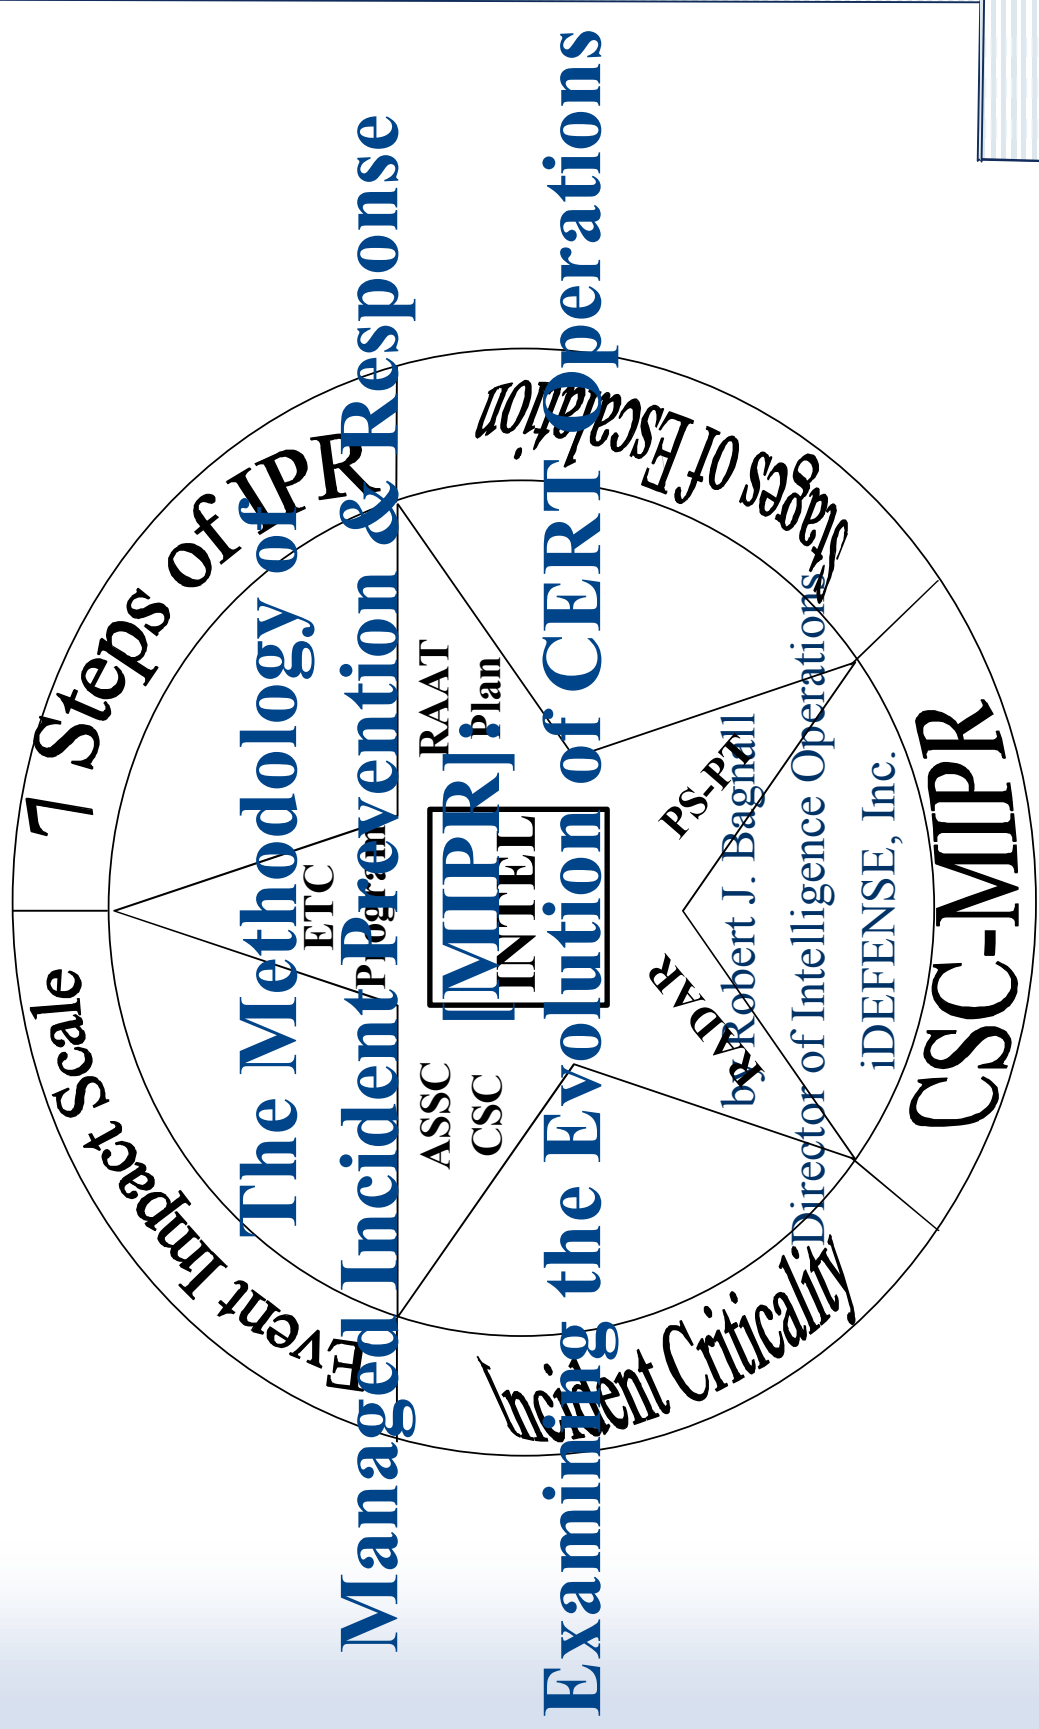 The Methodology of
Managed Incident Prevention & Response
[MIPR]:
Examining the Evolution of CERT Operations
by Robert J. Bagnall
Director of Intelligence Operations
iDEFENSE, Inc.
7 Steps of IPR
Stages of Escalation
CSC-MIPR
Incident Criticality
Event Impact Scale
ETC
Program
RAAT
Plan
PS-PT
RADAR
ASSC
CSC
INTEL